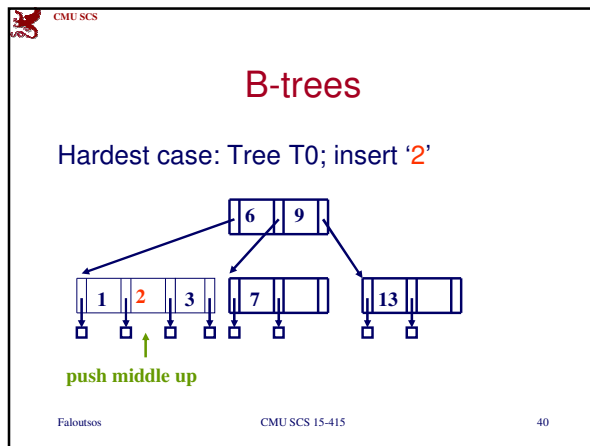 CMU SCS
B-trees
Hardest case: Tree T0; insert ‘2’
6 9
1 2 3 7 13
push middle up
Faloutsos CMU SCS 15-415 40